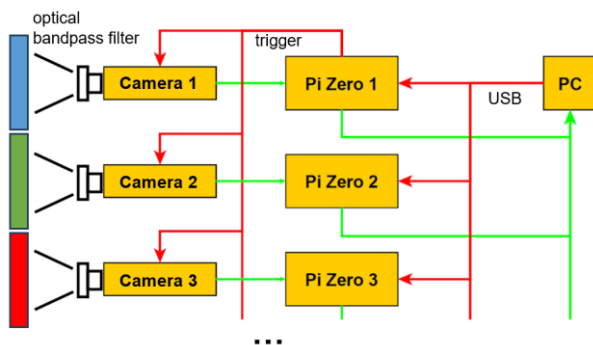 optical
bandpass filter
trigger
Camera 1
Pi Zero 1
PC
USB
Camera 2
Pi Zero 2
Camera 3
Pi Zero 3
...